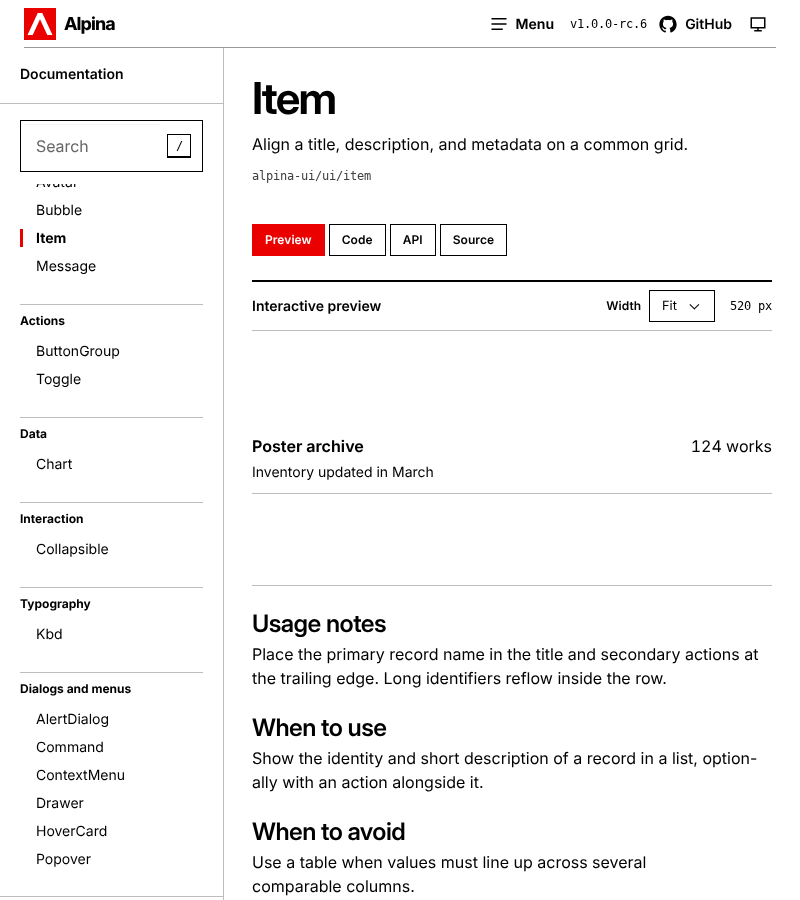 Alpina
Menu
v1.0.0-rc.6
GitHub
Documentation
Search
/
Avatar
Bubble
Item
Message
Actions
ButtonGroup
Toggle
Data
Chart
Interaction
Collapsible
Typography
Kbd
Dialogs and menus
AlertDialog
Command
ContextMenu
Drawer
HoverCard
Popover
Item
Align a title, description, and metadata on a common grid.
alpina-ui/ui/item
Preview
Code
API
Source
Interactive preview
Width
Fit
520 px
Poster archive
124 works
Inventory updated in March
Usage notes
Place the primary record name in the title and secondary actions at
the trailing edge. Long identifiers reflow inside the row.
When to use
Show the identity and short description of a record in a list, option-
ally with an action alongside it.
When to avoid
Use a table when values must line up across several
comparable columns.